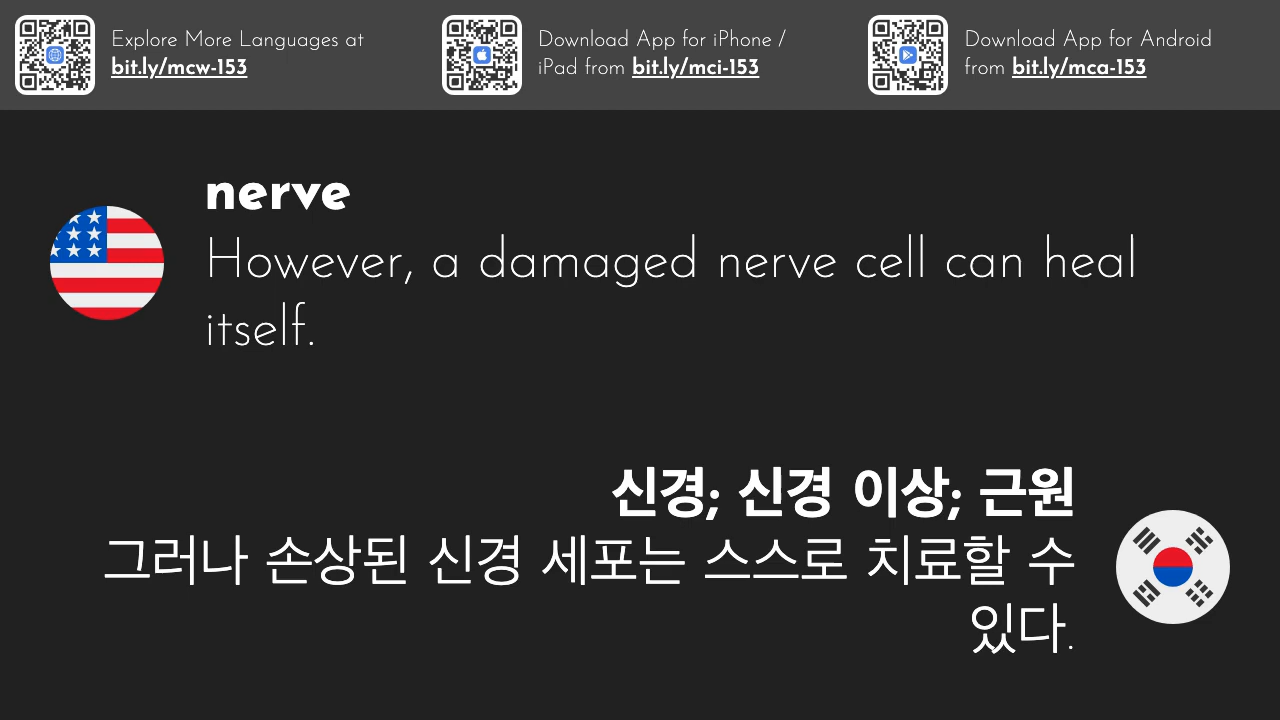 Explore More Languages at
bit.ly/mcw-153
Download App for iPhone /
iPad from bit.ly/mci-153
Download App for Android
from bit.ly/mca-153
nerve
However, a damaged nerve cell can heal
itself.
신경; 신경 이상; 근원
그러나 손상된 신경 세포는 스스로 치료할 수
있다.